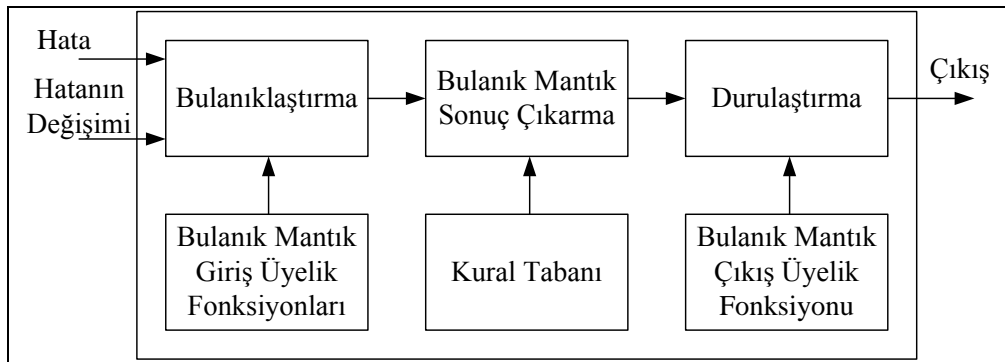 Hata
Hatanın
Değişimi
Bulanıklaştırma
Bulanık Mantık
Sonuç Çıkarma
Durulaştırma
Çıkış
Bulanık Mantık
Giriş Üyelik
Fonksiyonları
Kural Tabanı
Bulanık Mantık
Çıkış Üyelik
Fonksiyonu